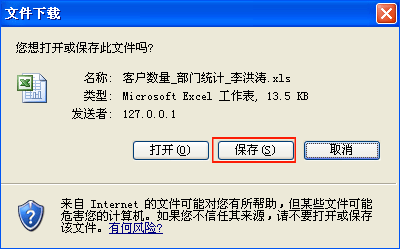 文件下载
您想打开或保存此文件吗?
名称: 客户数量_部门统计_李洪涛.xls
类型: Microsoft Excel 工作表, 13.5 KB
发送者: 127.0.0.1
打开(O) 保存(S) 取消
来自 Internet 的文件可能对您有所帮助,但某些文件可能
危害您的计算机。如果您不信任其来源,请不要打开或保存
该文件。有何风险?